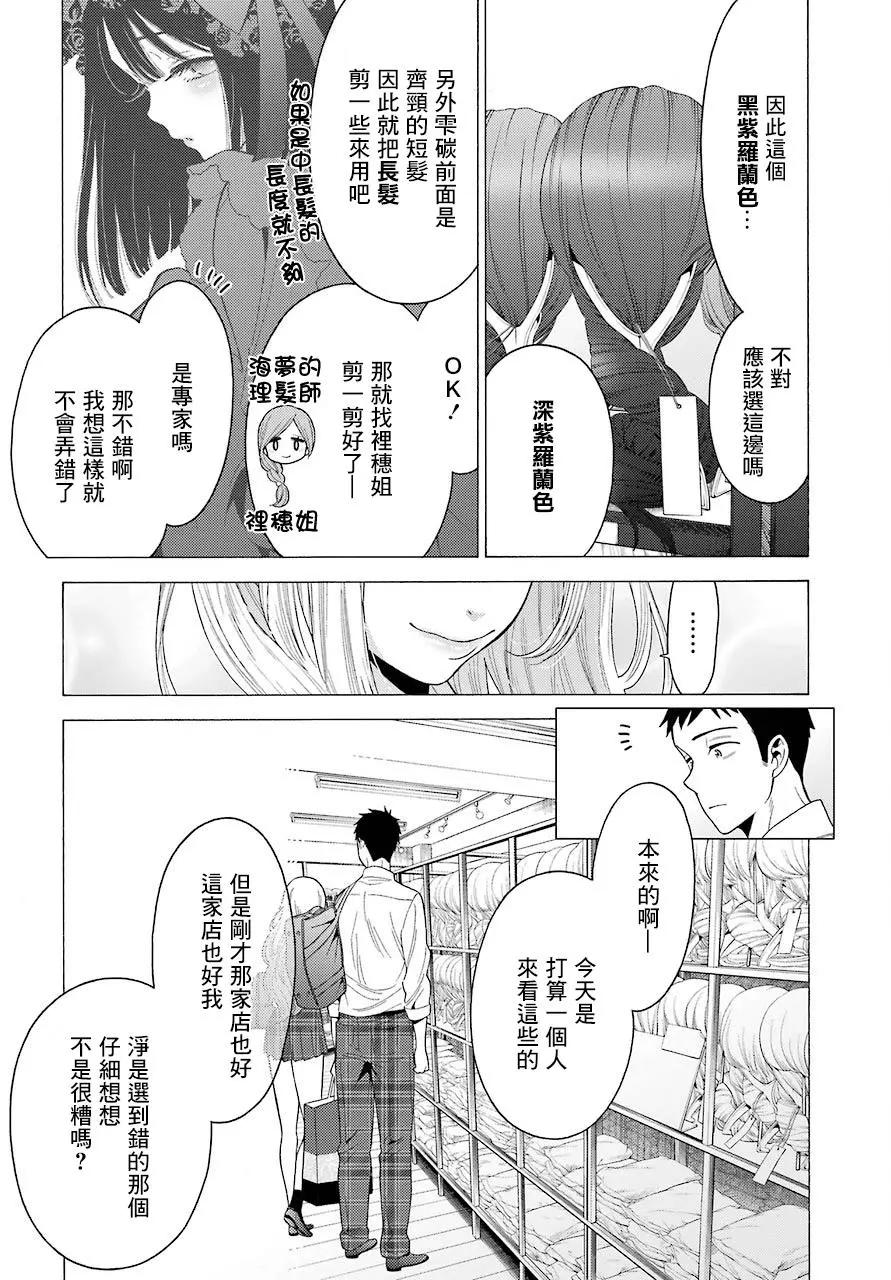 因此這個
黑紫羅蘭色…
不對
應該選這邊嗎
深紫羅蘭色
另外雫碳前面是
齊頸的短髮
因此就把長髮
剪一些來用吧
如果是中長髮的
長度就不夠
OK!
那就找裡穗姐
剪一剪好了—
海夢的
理髮師
裡穗姐
是專家嗎
那不錯啊
我想這樣就
不會弄錯了
……
本來的啊—
今天是
打算一個人
來看這些的
但是剛才那家店也好
這家店也好我
淨是選到錯的那個
仔細想想
不是很糟嗎？